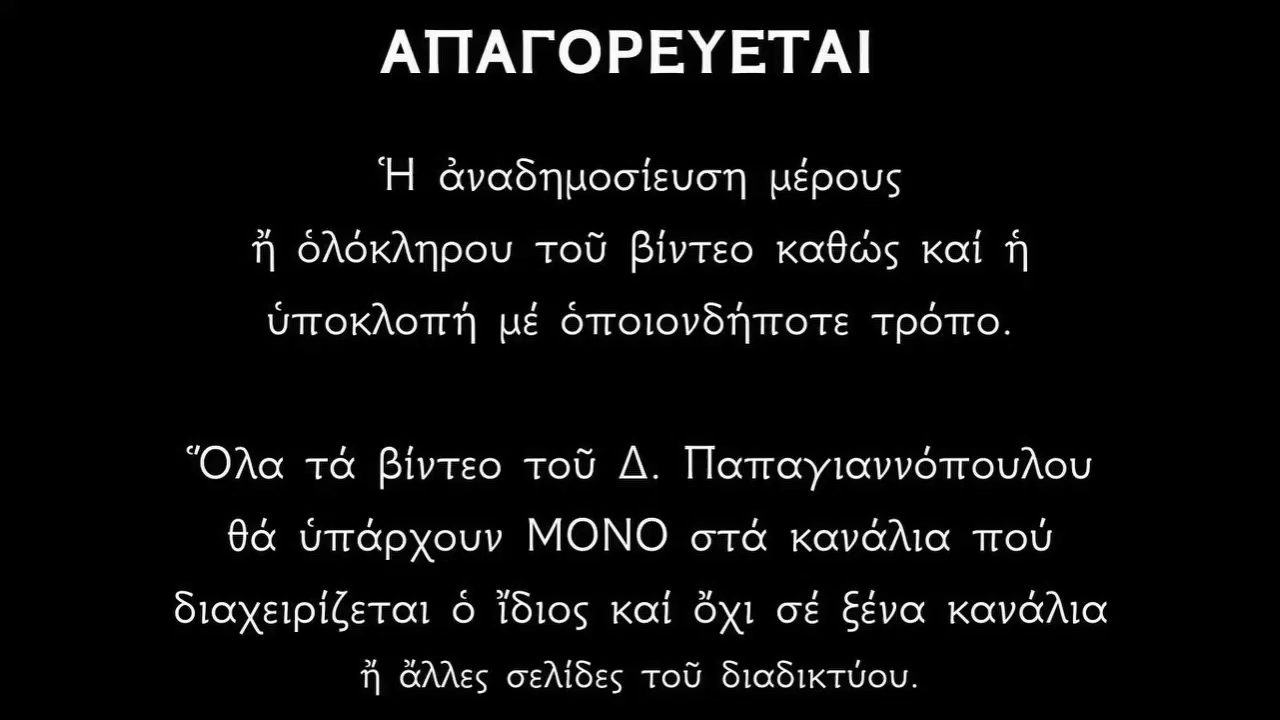 ΑΠΑΓΟΡΕΥΕΤΑΙ
Ἡ ἀναδημοσίευση μέρους
ἤ ὁλόκληρου τοῦ βίντεο καθώς καί ἡ
ὑποκλοπή μέ ὁποιονδήποτε τρόπο.
Ὅλα τά βίντεο τοῦ Δ. Παπαγιαννόπουλου
θά ὑπάρχουν ΜΟΝΟ στά κανάλια πού
διαχειρίζεται ὁ ἴδιος καί ὄχι σέ ξένα κανάλια
ἤ ἄλλες σελίδες τοῦ διαδικτύου.